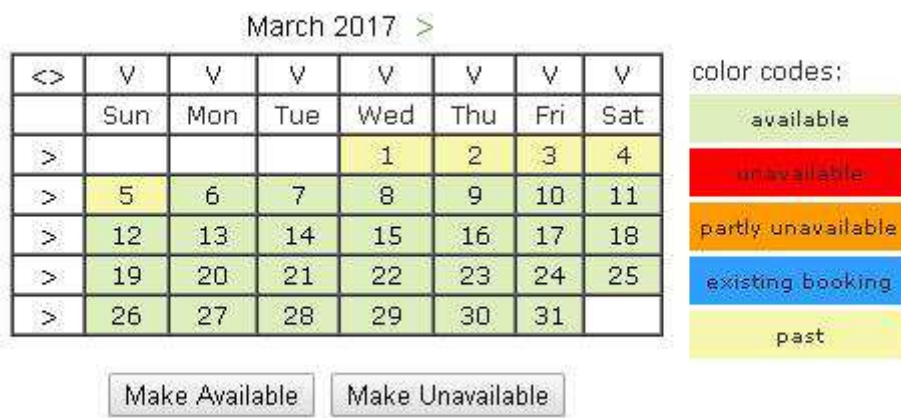 March 2017 >
<> V V V V V V V
Sun Mon Tue Wed Thu Fri Sat
> 1 2 3 4
> 5 6 7 8 9 10 11
> 12 13 14 15 16 17 18
> 19 20 21 22 23 24 25
> 26 27 28 29 30 31
Make Available Make Unavailable
color codes:
available
unavailable
partly unavailable
existing booking
past